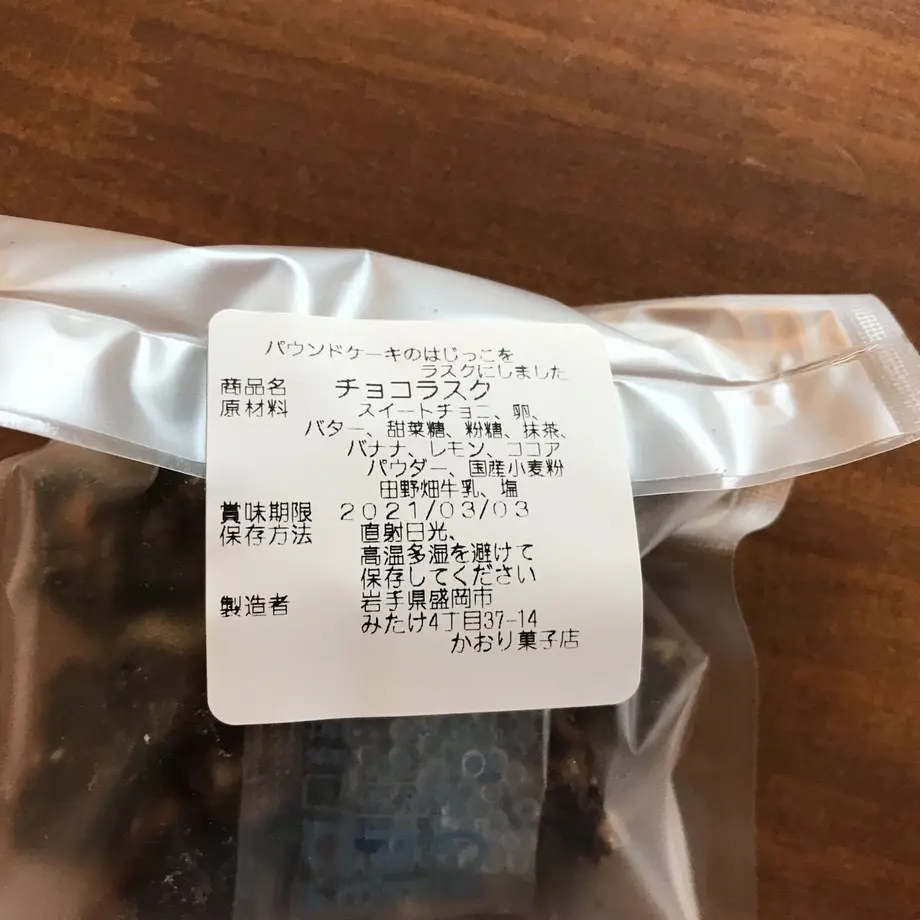 パウンドケーキのはじっこを
ラスクにしました
商品名 チョコラスク
原材料 スイートチョコ、卵、
バター、甜菜糖、粉糖、抹茶、
バナナ、レモン、ココア
パウダー、国産小麦粉
田野畑牛乳、塩
賞味期限 2021/03/03
保存方法 直射日光、
高温多湿を避けて
保存してください
製造者 岩手県盛岡市
みたけ4丁目37-14
かおり菓子店